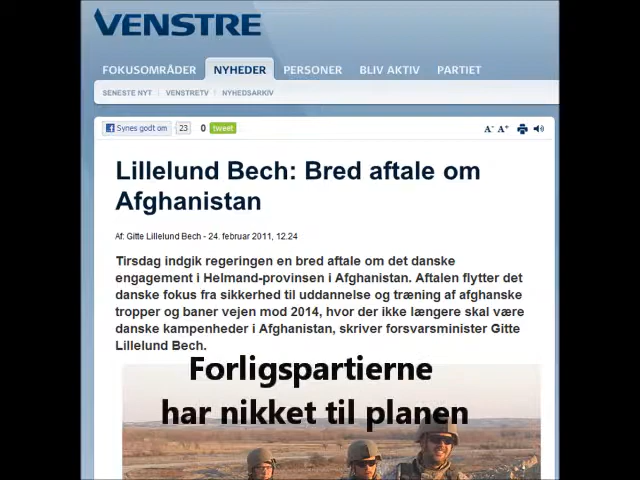 VENSTRE
FOKUSOMRÅDER NYHEDER PERSONER BLIV AKTIV PARTIET
SENESTE NYT VENSTRETV NYHEDSARKIV
Synes godt om 23 0 tweet A- A+
Lillelund Bech: Bred aftale om
Afghanistan
Af: Gitte Lillelund Bech - 24. februar 2011, 12.24
Tirsdag indgik regeringen en bred aftale om det danske
engagement i Helmand-provinsen i Afghanistan. Aftalen flytter det
danske fokus fra sikkerhed til uddannelse og træning af afghanske
tropper og baner vejen mod 2014, hvor der ikke længere skal være
danske kampenheder i Afghanistan, skriver forsvarsminister Gitte
Lillelund Bech.
Forligspartierne
har nikket til planen